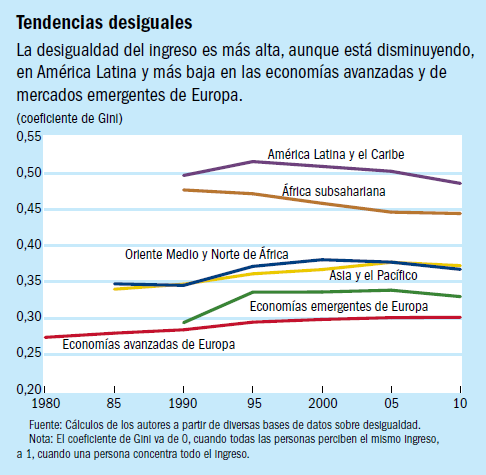 Tendencias desiguales
La desigualdad del ingreso es más alta, aunque está disminuyendo,
en América Latina y más baja en las economías avanzadas y de
mercados emergentes de Europa.
(coeficiente de Gini)
0,55
0,50
0,45
0,40
0,35
0,30
0,25
0,20
América Latina y el Caribe
África subsahariana
Oriente Medio y Norte de África
Asia y el Pacífico
Economías emergentes de Europa
Economías avanzadas de Europa
1980 85 1990 95 2000 05 10
Fuente: Cálculos de los autores a partir de diversas bases de datos sobre desigualdad.
Nota: El coeficiente de Gini va de 0, cuando todas las personas perciben el mismo ingreso,
a 1, cuando una persona concentra todo el ingreso.